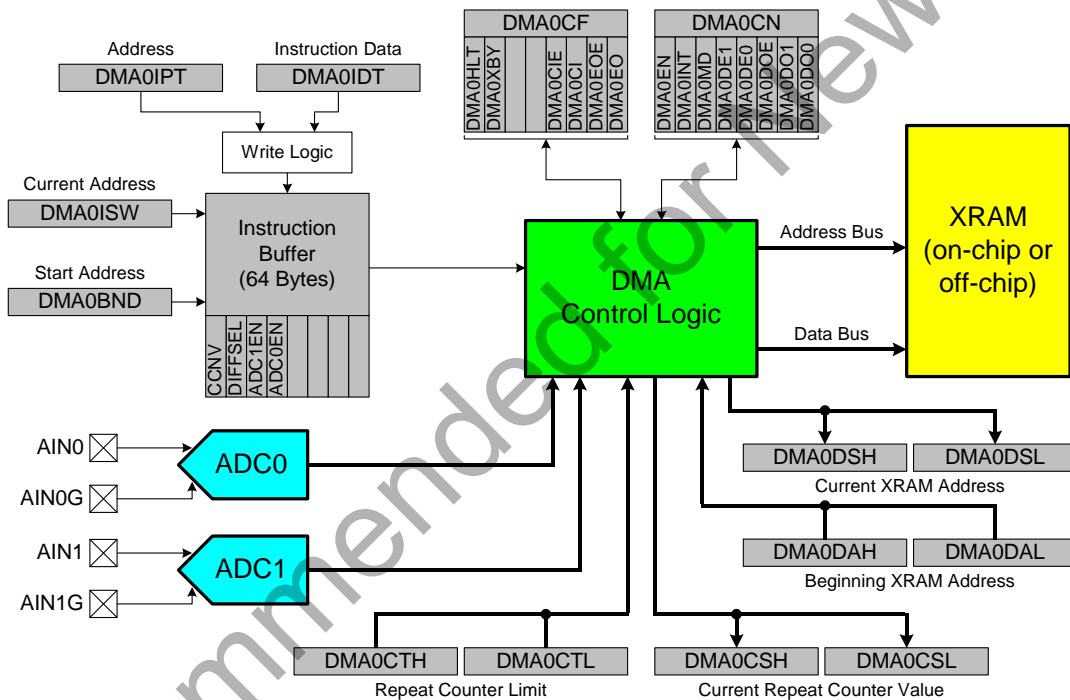 Address
Instruction Data
DMA0IPT
DMA0IDT
Write Logic
Current Address
DMA0ISW
Start Address
DMA0BND
Instruction
Buffer
(64 Bytes)
CCNV
DIFFSEL
ADC1EN
ADC0EN
DMA0CF
DMA0HLT
DMA0XBY
DMA0CIE
DMA0CI
DMA0EOE
DMA0EO
DMA0CN
DMA0EN
DMA0INT
DMA0MD
DMA0DE1
DMA0DE0
DMA0DOE
DMA0DO1
DMA0DO0
DMA
Control Logic
Address Bus
Data Bus
XRAM
(on-chip or
off-chip)
AIN0
AIN0G
ADC0
AIN1
AIN1G
ADC1
DMA0DSH
DMA0DSL
Current XRAM Address
DMA0DAH
DMA0DAL
Beginning XRAM Address
DMA0CTH
DMA0CTL
Repeat Counter Limit
DMA0CSH
DMA0CSL
Current Repeat Counter Value
mmended for New